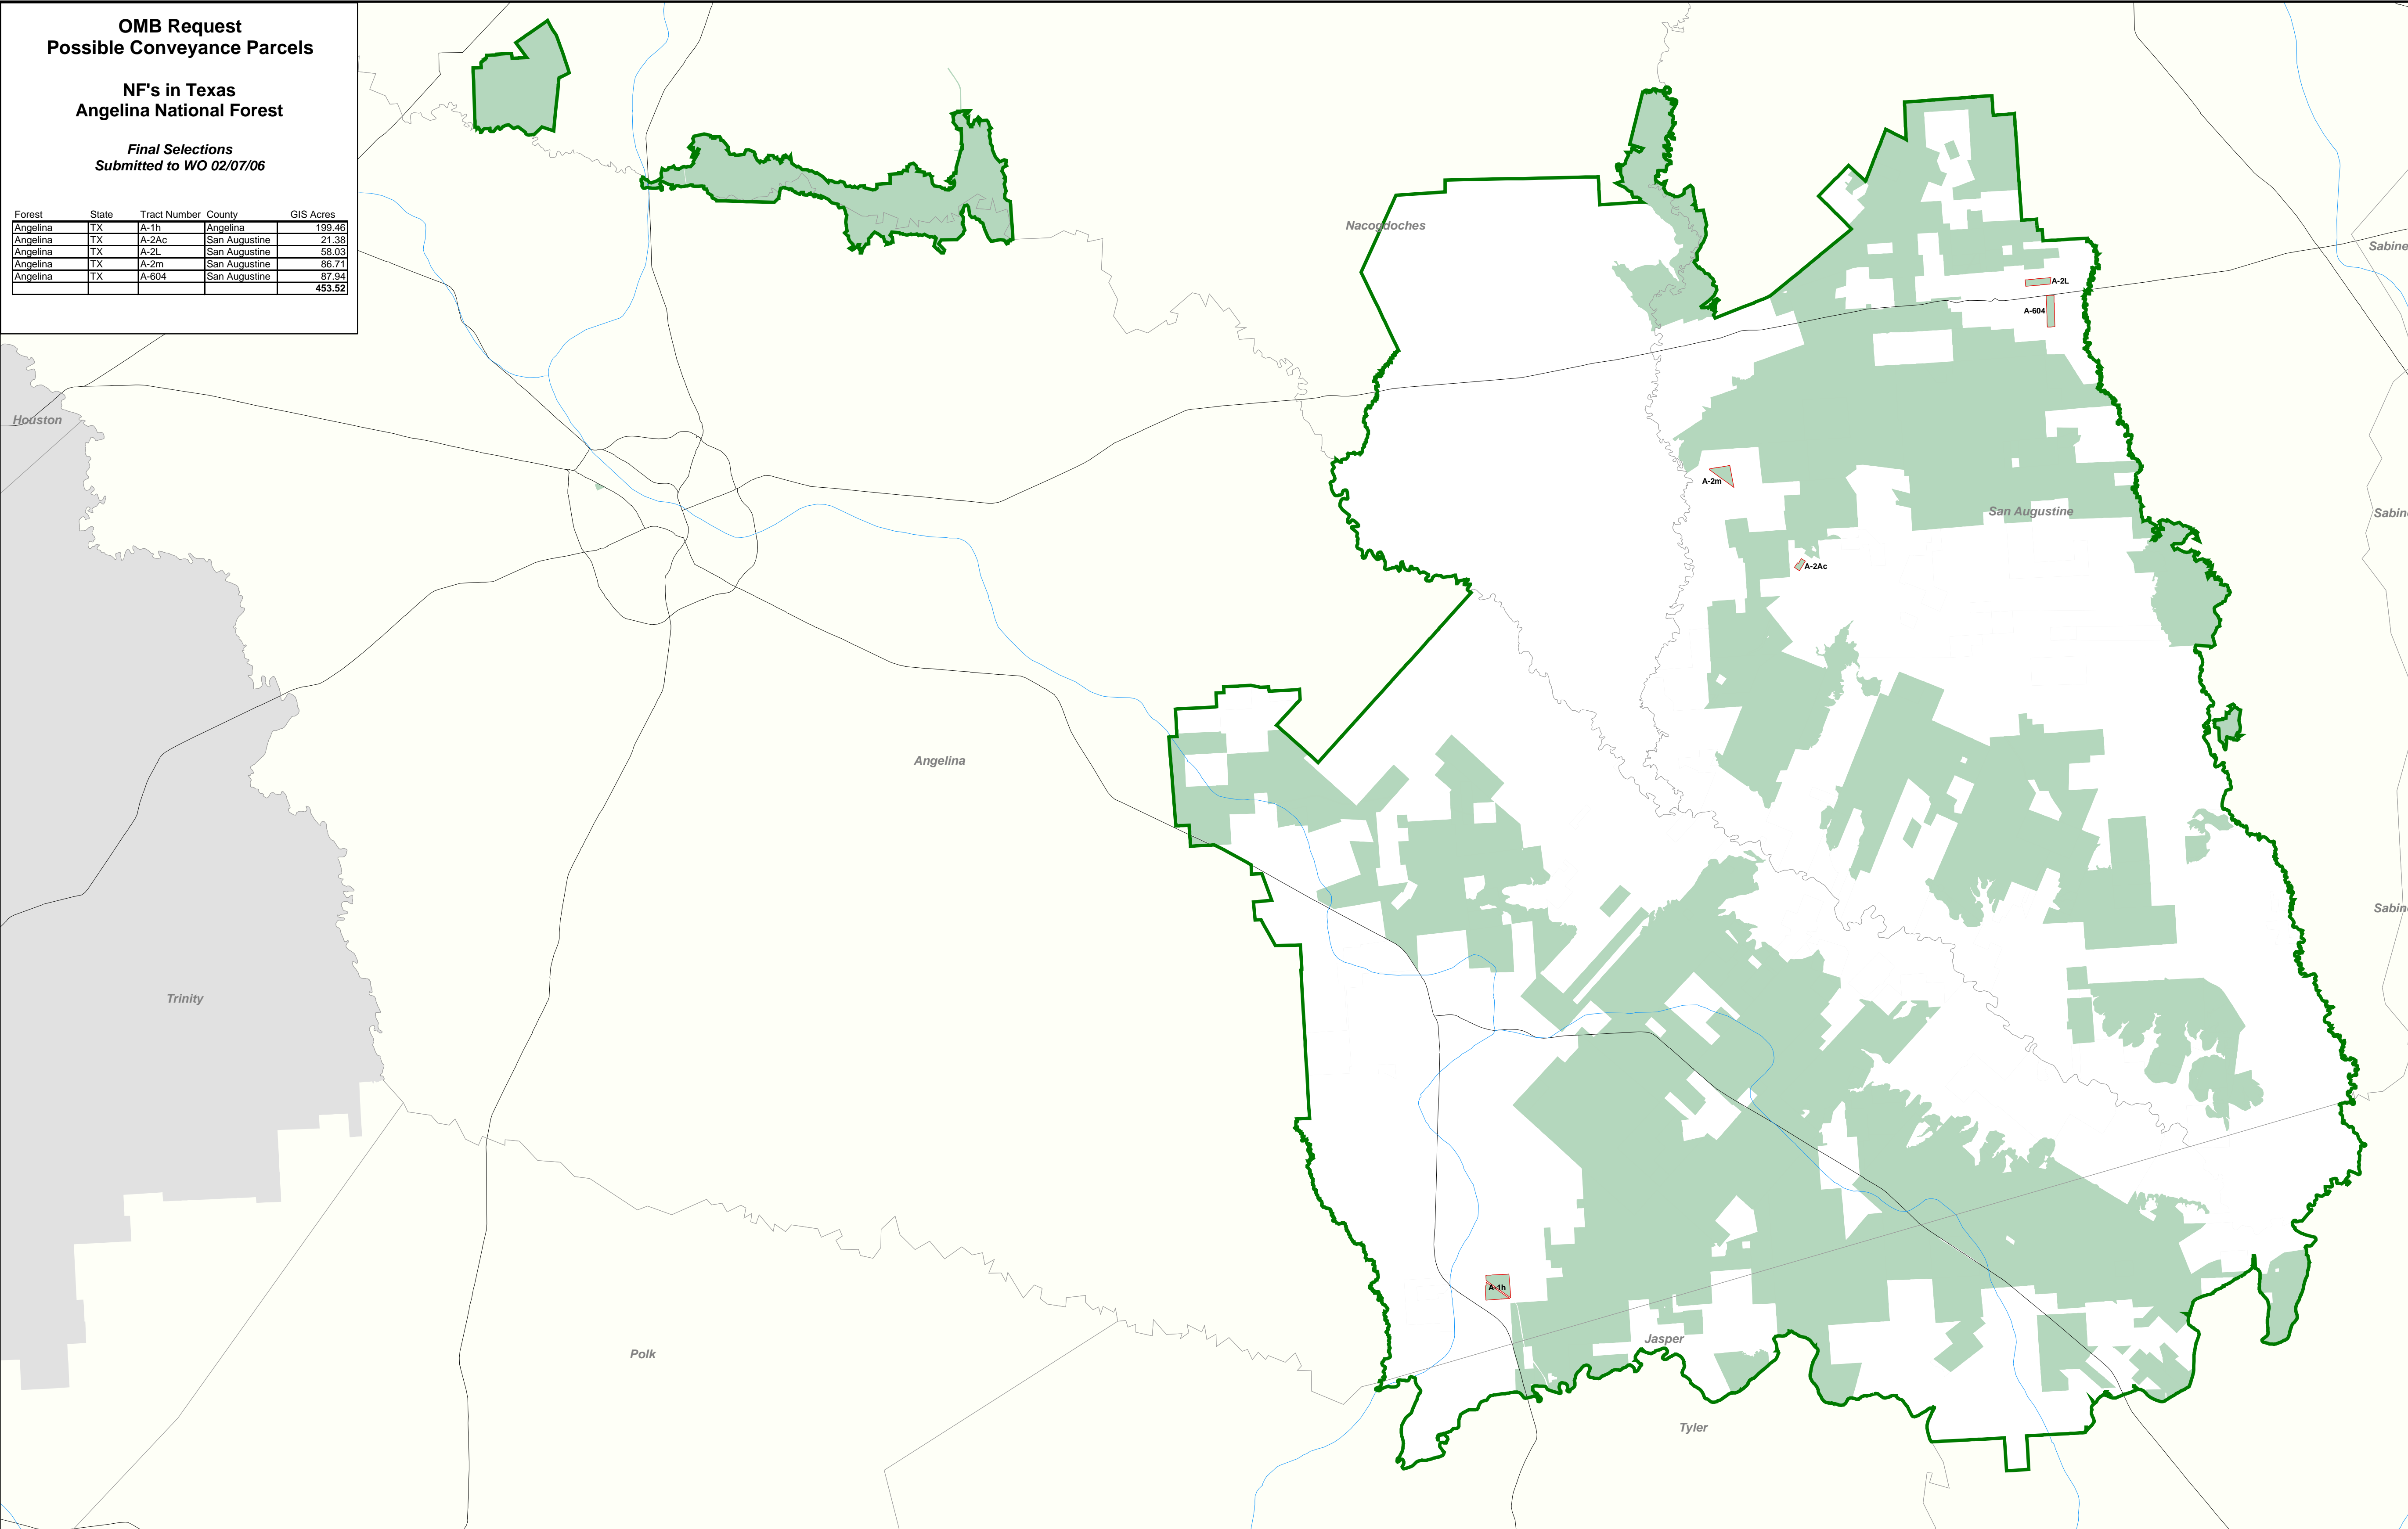 OMB Request
Possible Conveyance Parcels
NF's in Texas
Angelina National Forest
Final Selections
Submitted to WO 02/07/06
Forest State Tract Number County GIS Acres
Angelina TX A-1h Angelina 199.46
Angelina TX A-2Ac San Augustine 21.38
Angelina TX A-2L San Augustine 58.03
Angelina TX A-2m San Augustine 86.71
Angelina TX A-604 San Augustine 87.94
453.52
Nacogdoches
Sabine
A-2L
A-604
Houston
A-2m
San Augustine
Sabin
A-2Ac
Angelina
Sabin
Trinity
A-1h
Jasper
Polk
Tyler